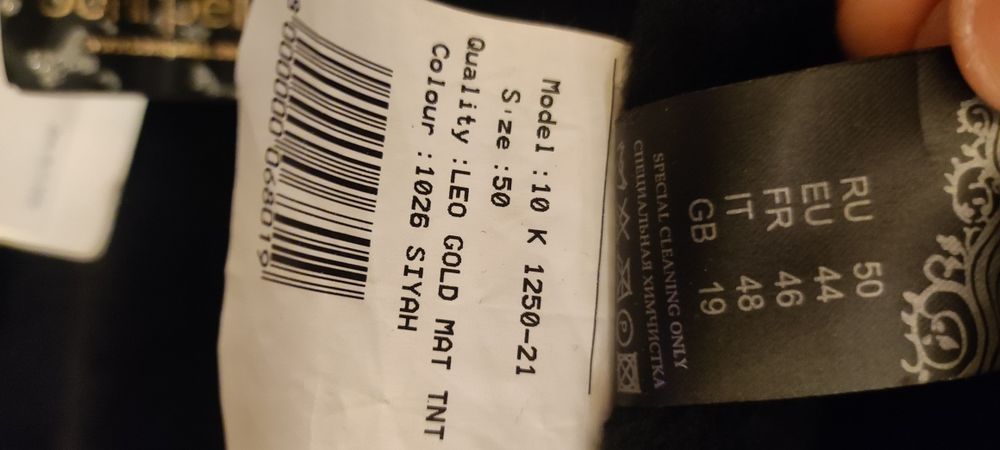 Model :10 K 1250-21
S'ze :50
Quality :LEO GOLD MAT TNT
Colour :1026 SIYAH
RU 50
EU 44
FR 46
IT 48
GB 19
SPECIAL CLEANING ONLY
СПЕЦИАЛЬНАЯ ХИМЧИСТКА